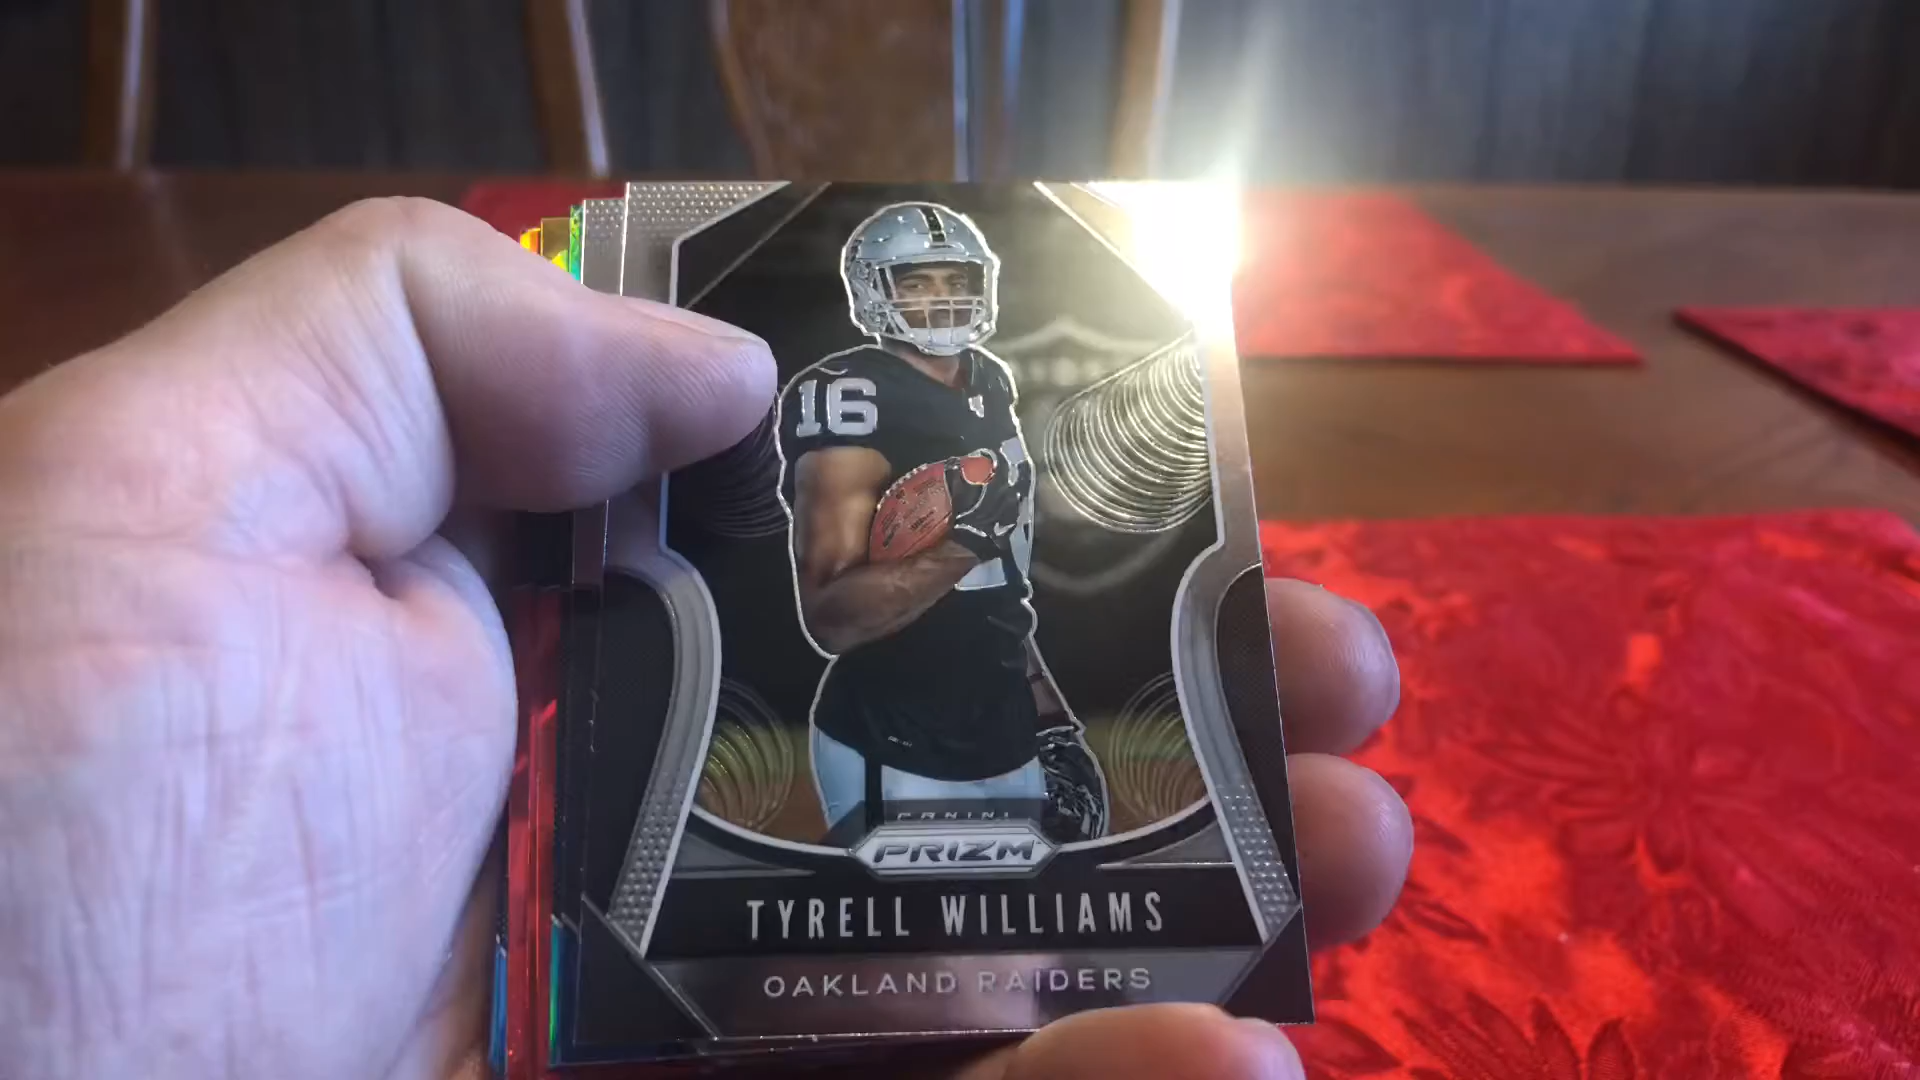 16
PANINI
PRIZM
TYRELL WILLIAMS
OAKLAND RAIDERS